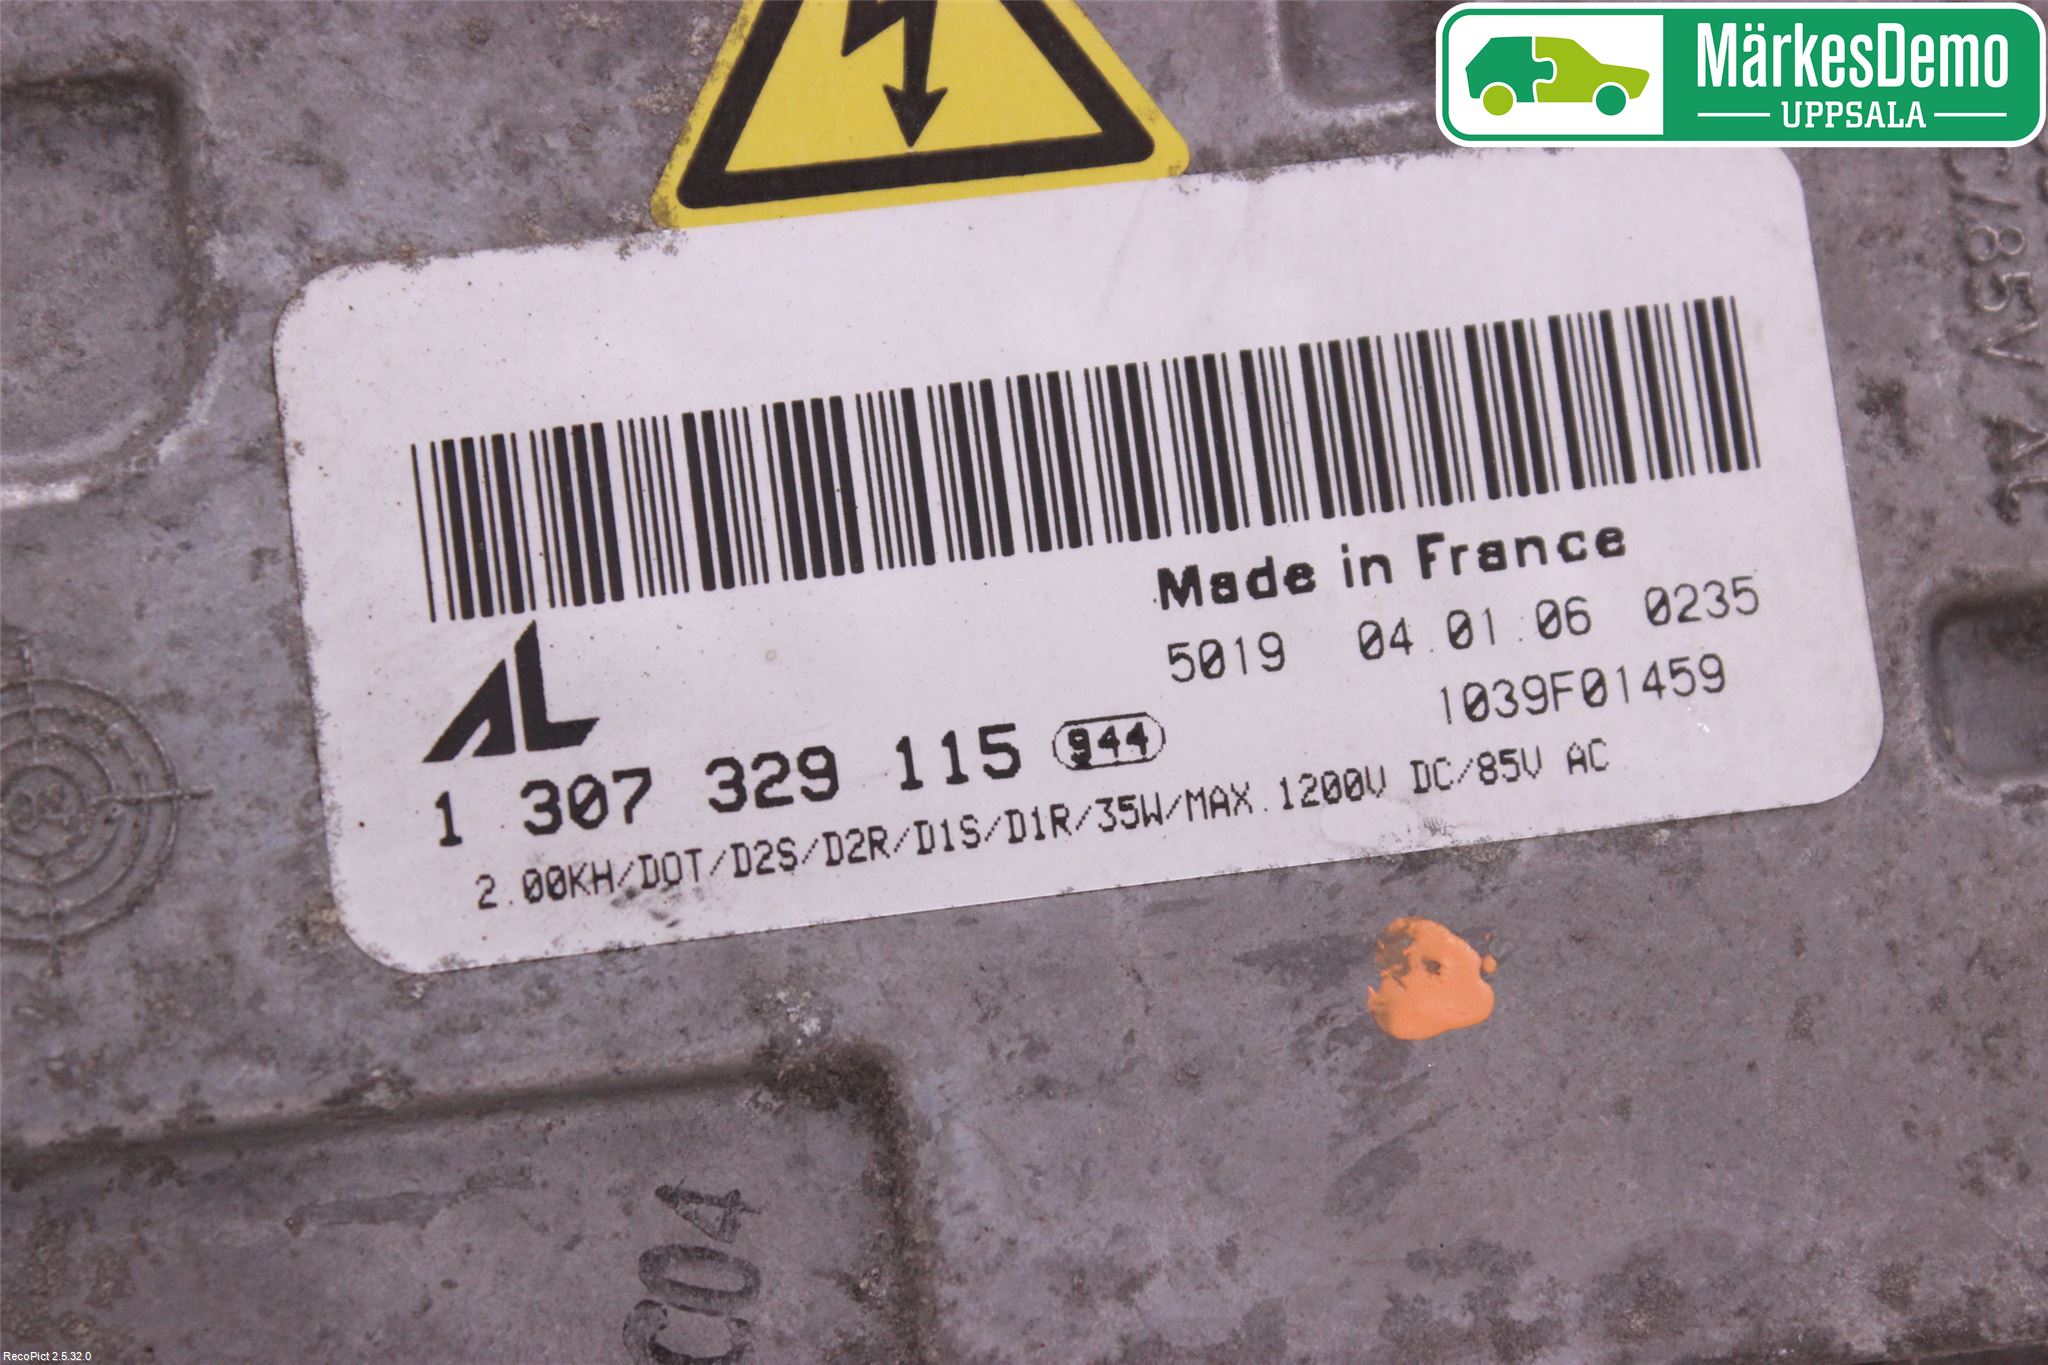 MärkesDemo
UPPSALA
C/85V AC
Made in France
5019 04.01.06 0235
1039F01459
AL
1 307 329 115 944
2.00KH/DOT/D2S/D2R/D1S/D1R/35W/MAX.1200V DC/85V AC
C04
RecoPict 2.5.32.0